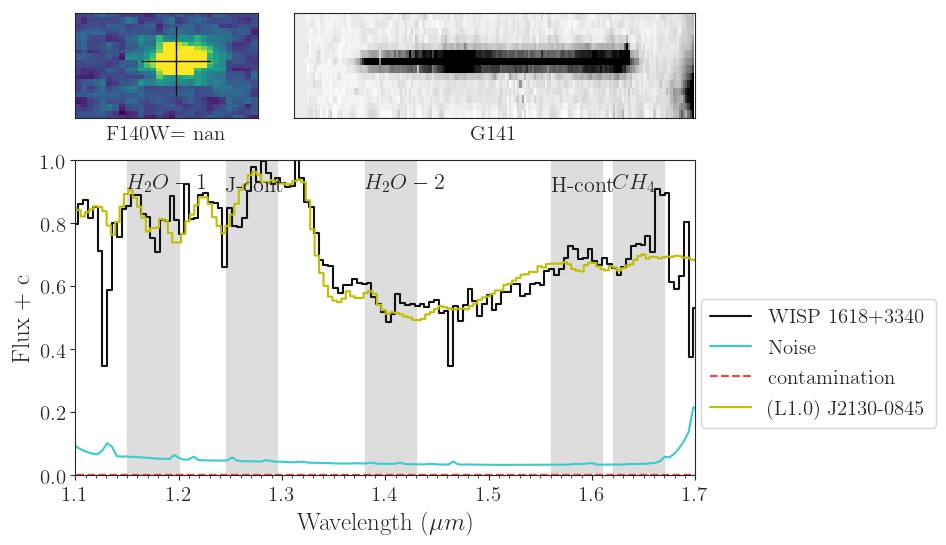 F140W= nan
G141
1.0
0.8
0.6
0.4
0.2
0.0
Flux + c
H₂O − 1
J-cont
H₂O − 2
H-cont
CH₄
WISP 1618+3340
Noise
contamination
(L1.0) J2130-0845
1.1 1.2 1.3 1.4 1.5 1.6 1.7
Wavelength (μm)